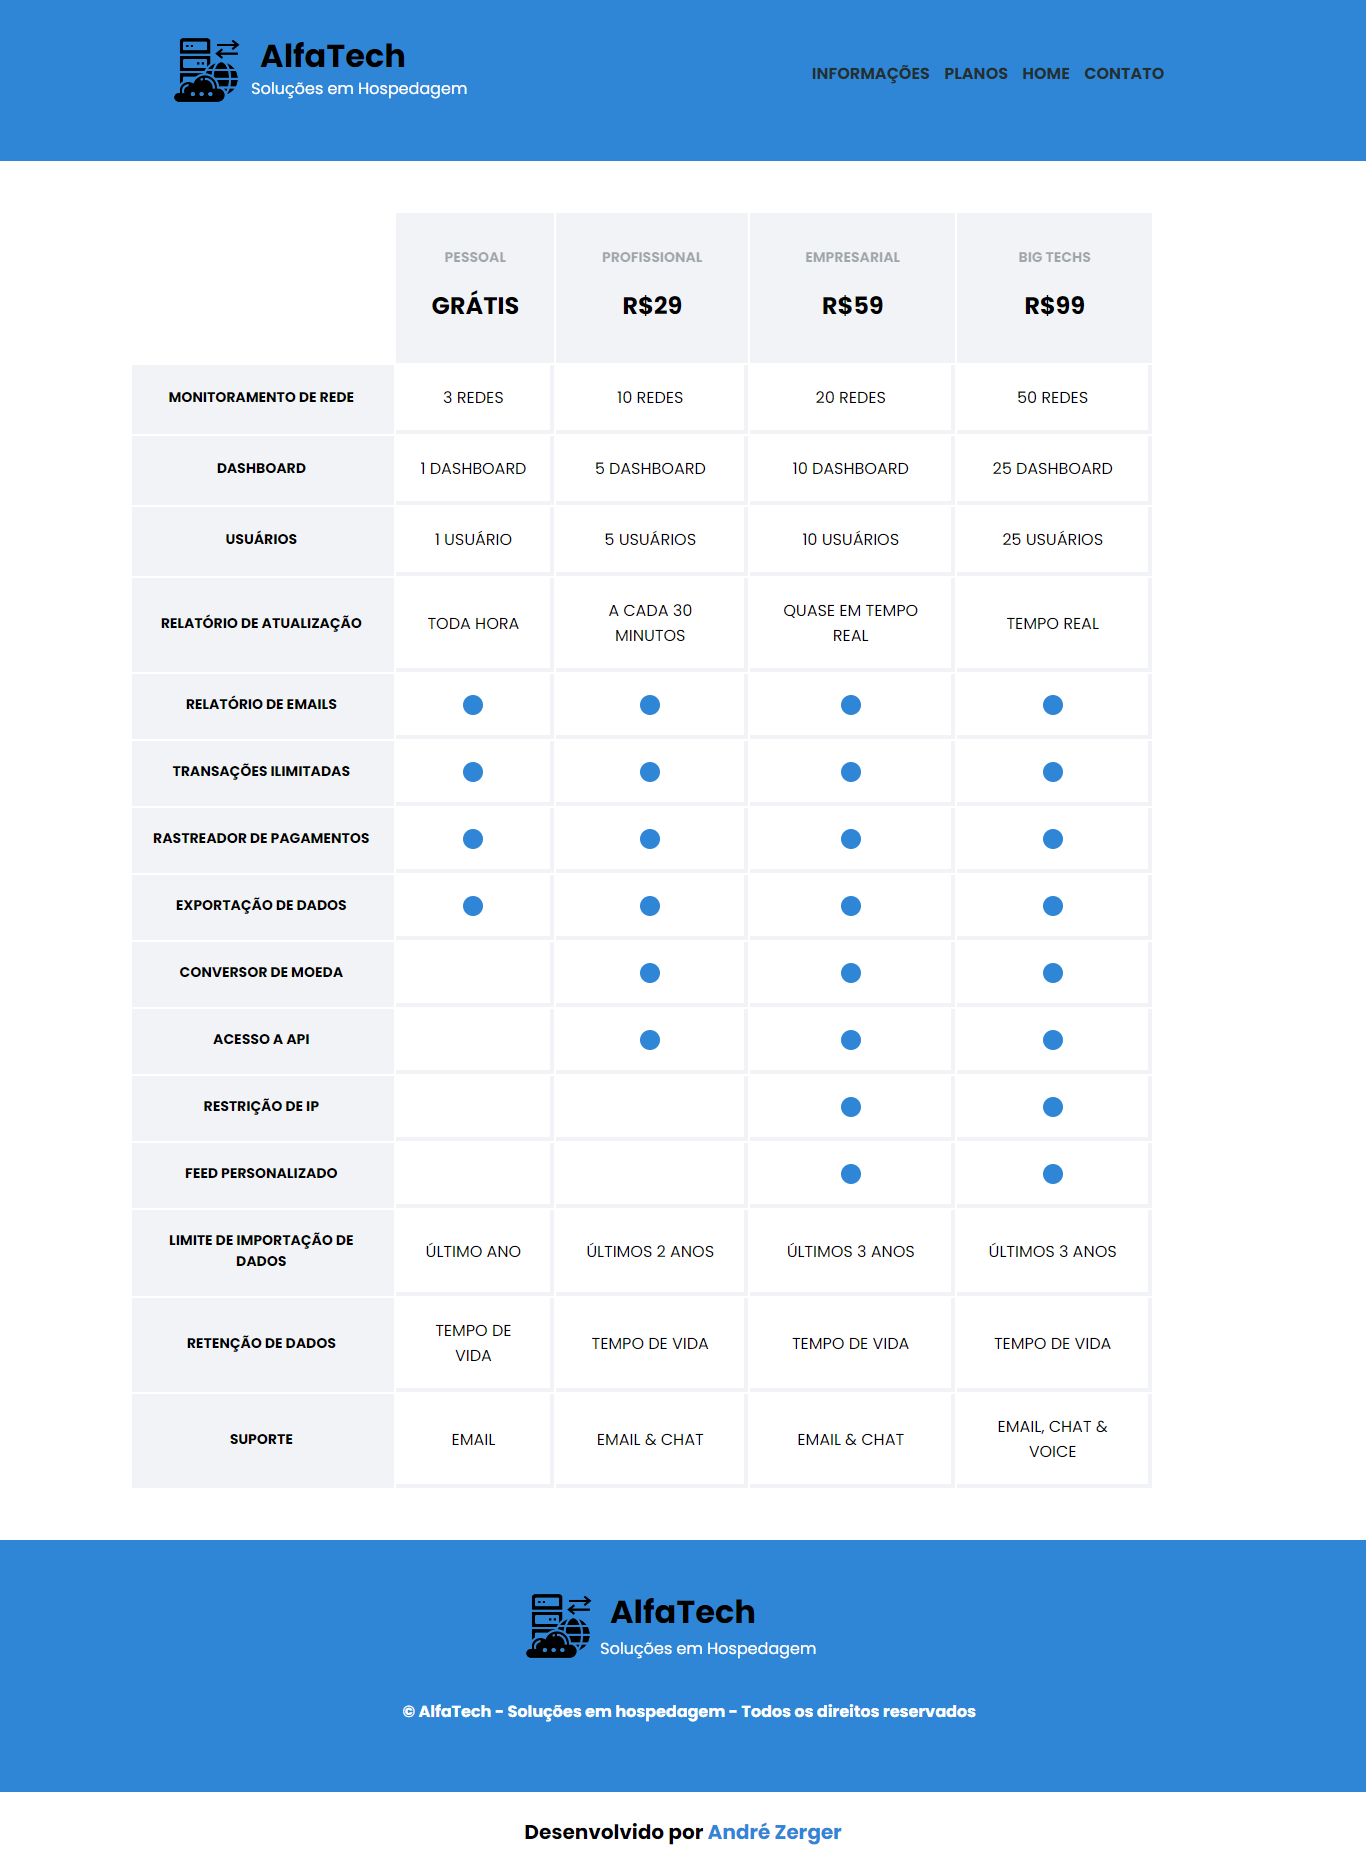 AlfaTech
Soluções em Hospedagem
INFORMAÇÕES PLANOS HOME CONTATO
PESSOAL PROFISSIONAL EMPRESARIAL BIG TECHS
GRÁTIS R$29 R$59 R$99
MONITORAMENTO DE REDE 3 REDES 10 REDES 20 REDES 50 REDES
DASHBOARD 1 DASHBOARD 5 DASHBOARD 10 DASHBOARD 25 DASHBOARD
USUÁRIOS 1 USUÁRIO 5 USUÁRIOS 10 USUÁRIOS 25 USUÁRIOS
RELATÓRIO DE ATUALIZAÇÃO TODA HORA A CADA 30 MINUTOS QUASE EM TEMPO REAL TEMPO REAL
RELATÓRIO DE EMAILS
TRANSAÇÕES ILIMITADAS
RASTREADOR DE PAGAMENTOS
EXPORTAÇÃO DE DADOS
CONVERSOR DE MOEDA
ACESSO A API
RESTRIÇÃO DE IP
FEED PERSONALIZADO
LIMITE DE IMPORTAÇÃO DE DADOS ÚLTIMO ANO ÚLTIMOS 2 ANOS ÚLTIMOS 3 ANOS ÚLTIMOS 3 ANOS
RETENÇÃO DE DADOS TEMPO DE VIDA TEMPO DE VIDA TEMPO DE VIDA TEMPO DE VIDA
SUPORTE EMAIL EMAIL & CHAT EMAIL & CHAT EMAIL, CHAT & VOICE
AlfaTech
Soluções em Hospedagem
© AlfaTech - Soluções em hospedagem - Todos os direitos reservados
Desenvolvido por André Zerger